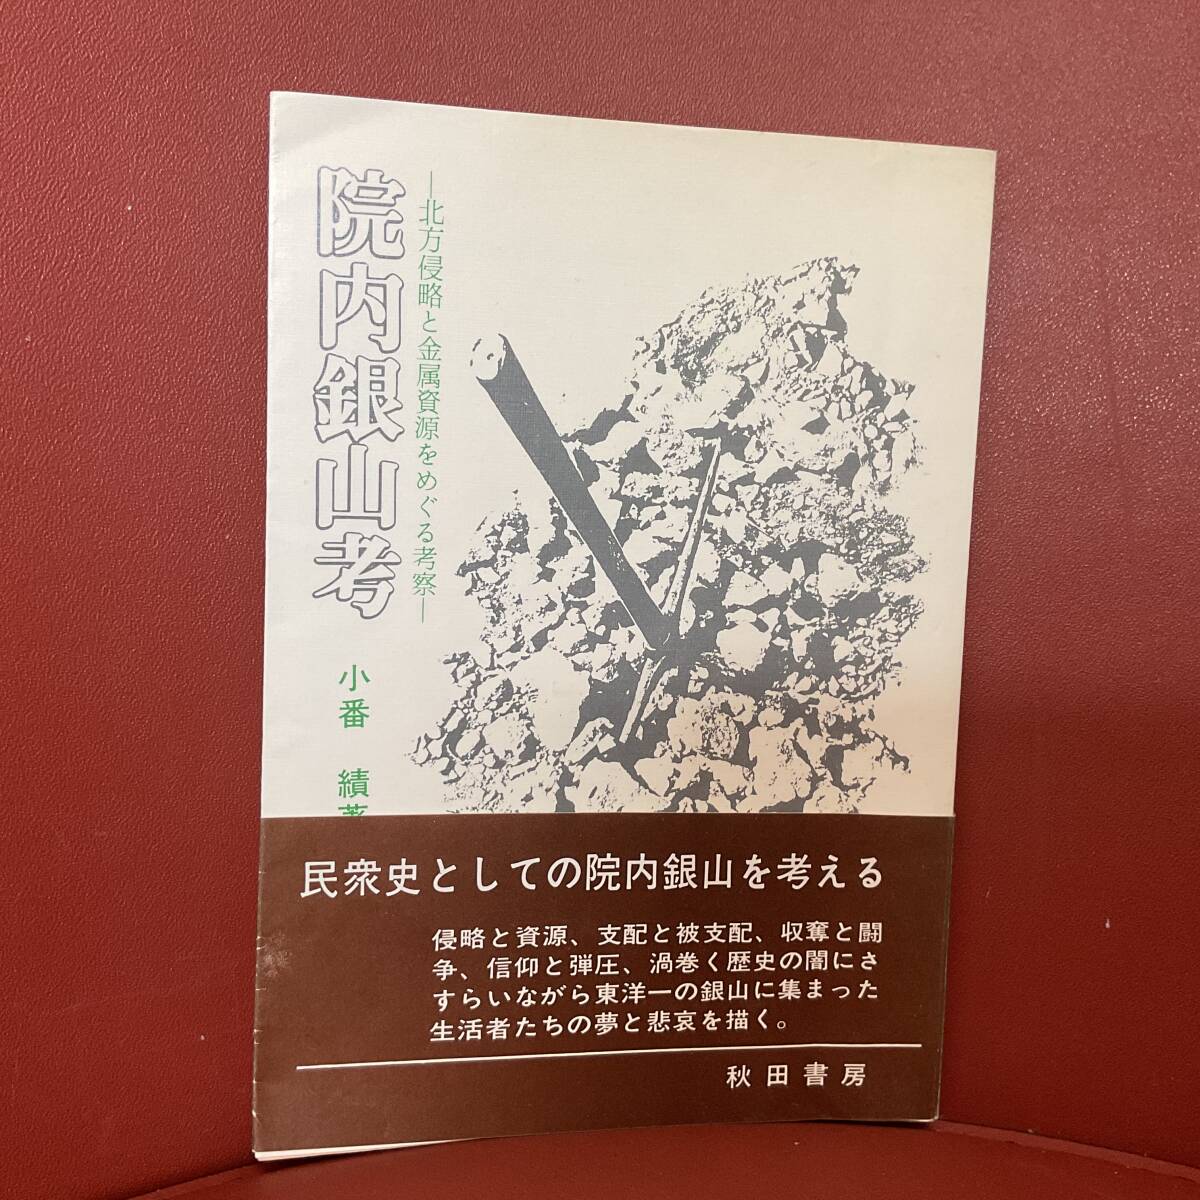 院内銀山考
―北方侵略と金属資源をめぐる考察―
小番 績著
民衆史としての院内銀山を考える
侵略と資源、支配と被支配、収奪と闘
争、信仰と弾圧、渦巻く歴史の闇にさ
すらいながら東洋一の銀山に集まった
生活者たちの夢と悲哀を描く。
秋田書房